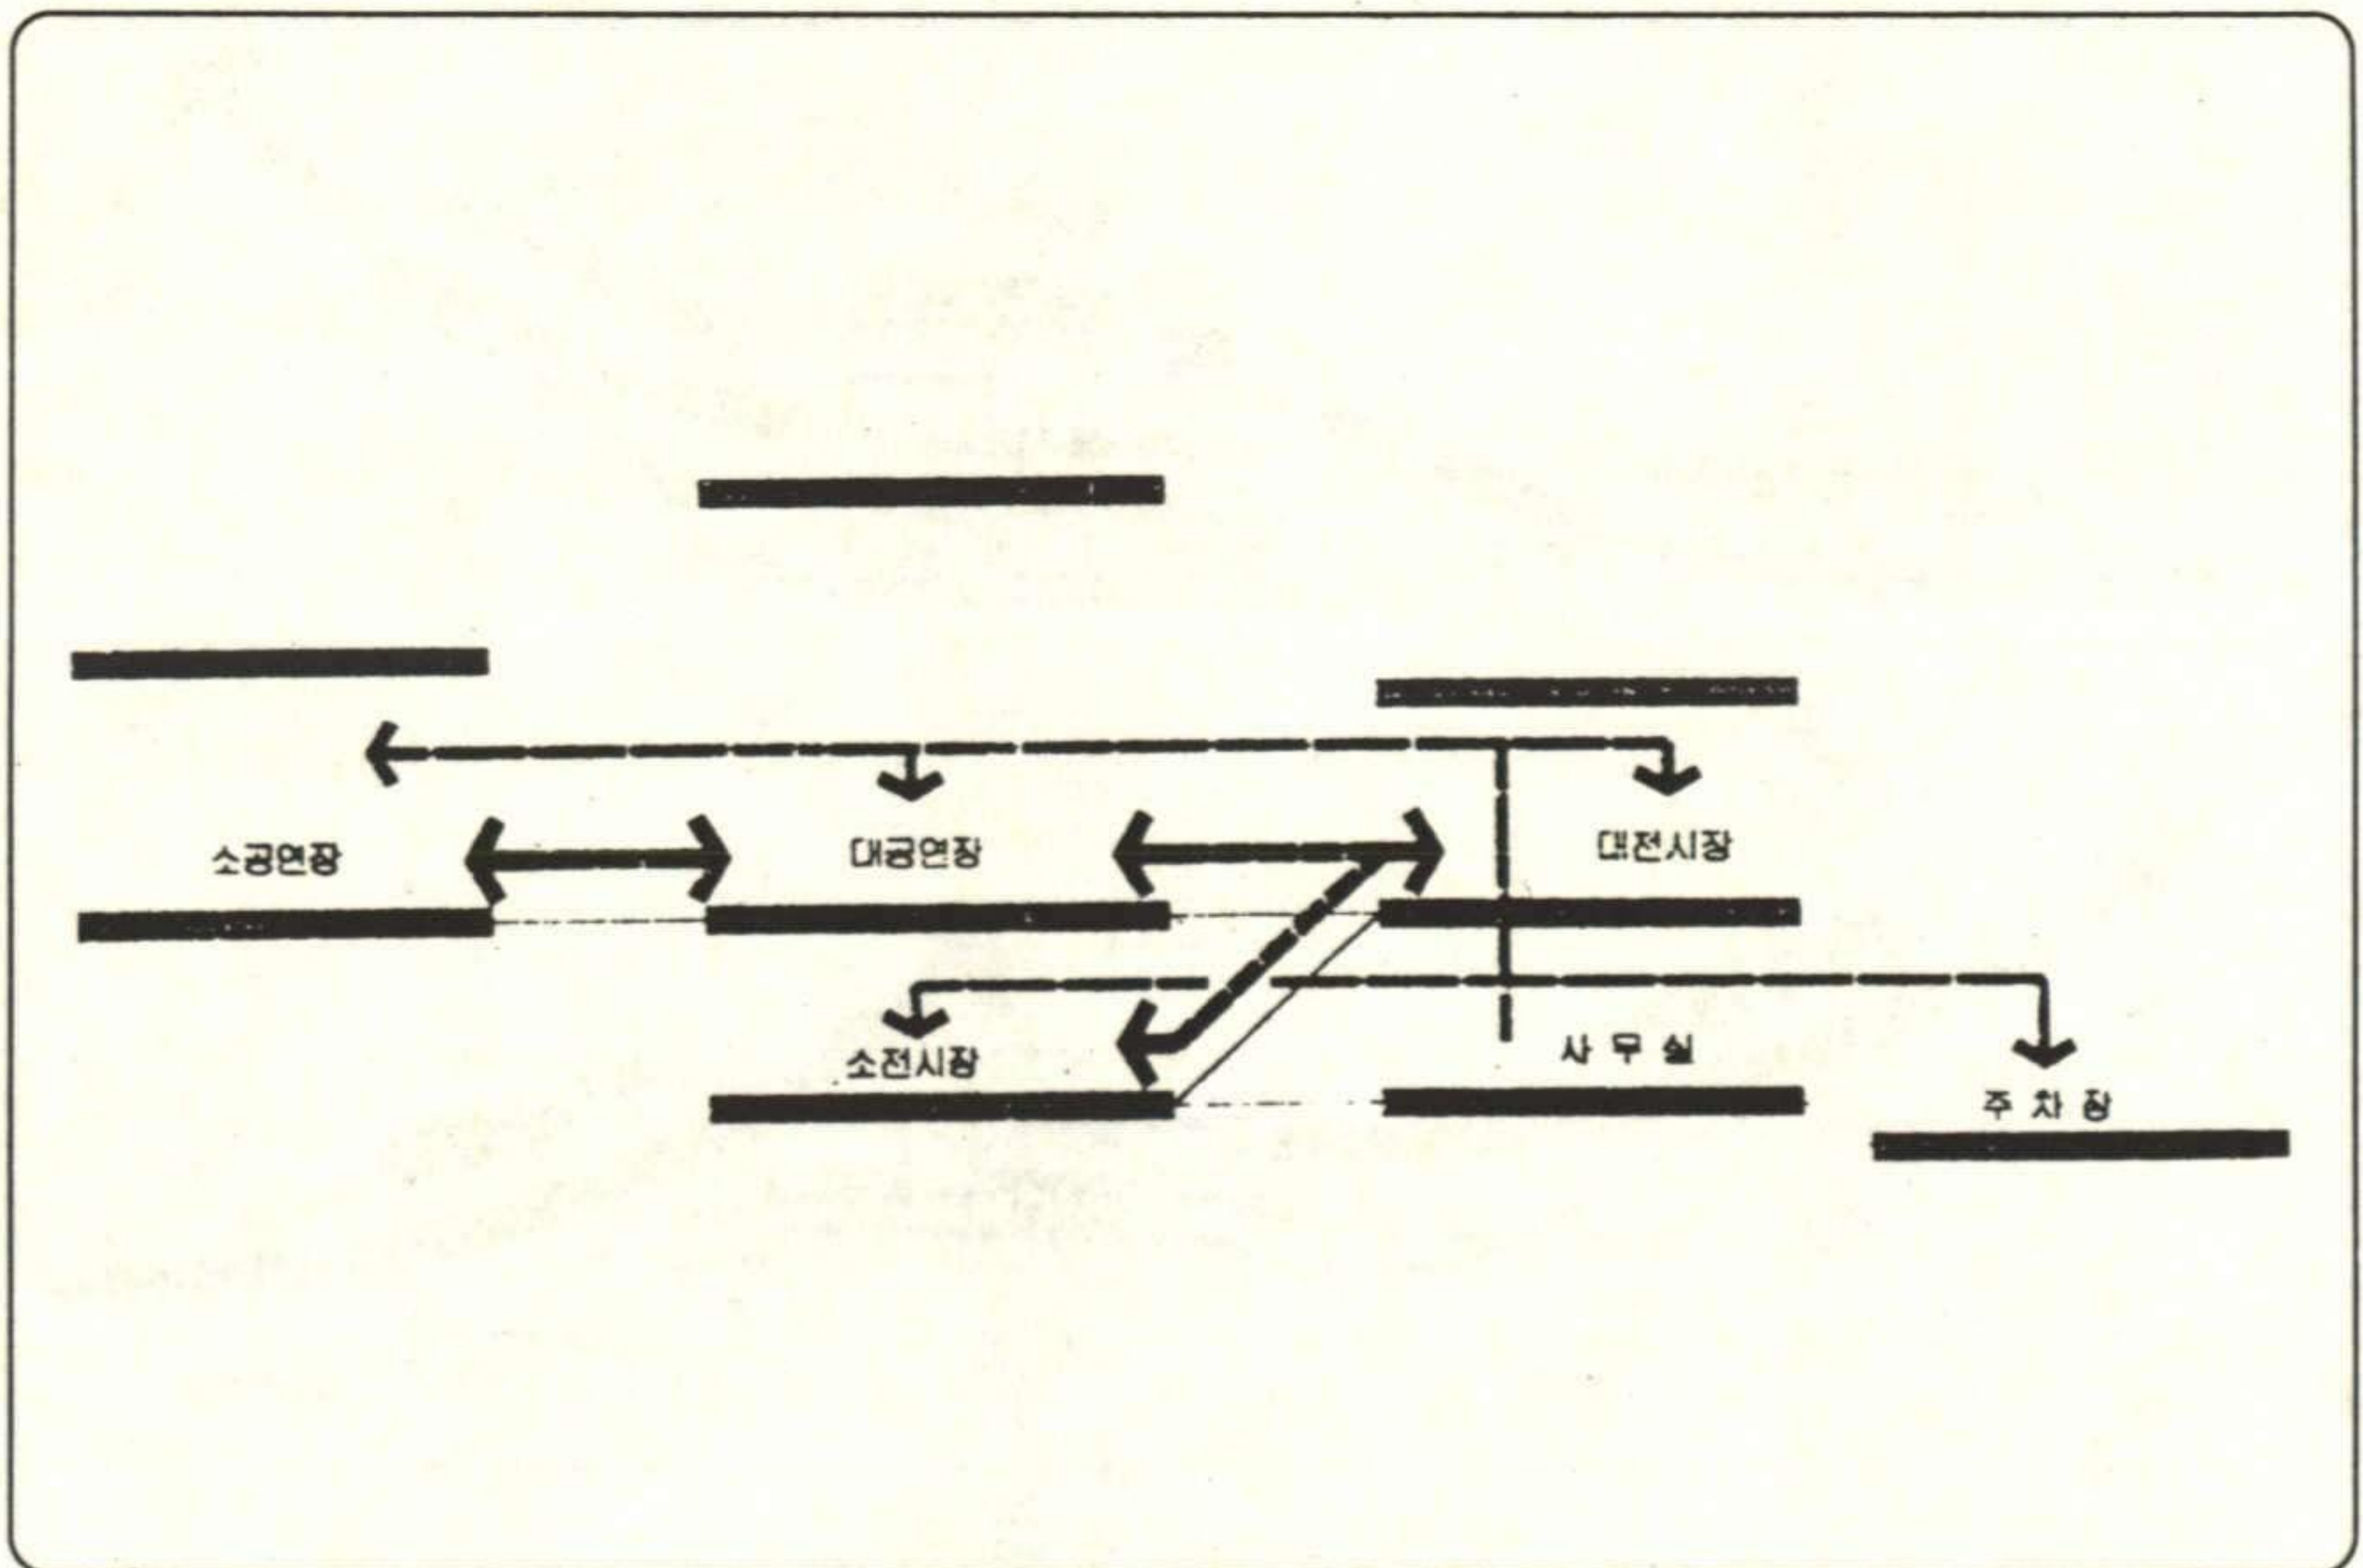 소공연장
대공연장
대전시장
소전시장
사 무 실
주 차 장